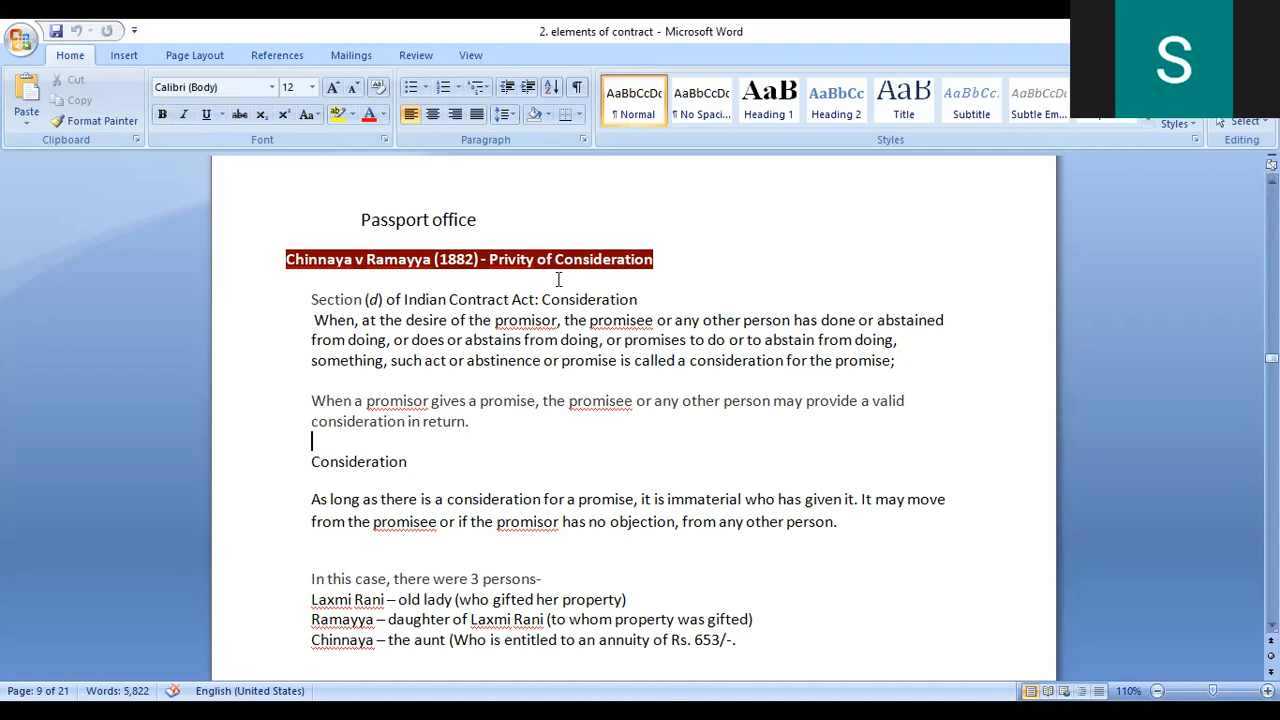 2. elements of contract - Microsoft Word
Home Insert Page Layout References Mailings Review View
Paste
Cut
Copy
Format Painter
Clipboard
Calibri (Body) 12
B I U abc x₂ x² Aa A
Font
Paragraph
AaBbCcDc AaBbCcDc AaB AaBbCc AaB AaBbCc. AaBbCcDc
¶ Normal ¶ No Spaci... Heading 1 Heading 2 Title Subtitle Subtle Em...
Styles
Styles
Select
Editing
S
Passport office
Chinnaya v Ramayya (1882) - Privity of Consideration
Section (d) of Indian Contract Act: Consideration
When, at the desire of the promisor, the promisee or any other person has done or abstained
from doing, or does or abstains from doing, or promises to do or to abstain from doing,
something, such act or abstinence or promise is called a consideration for the promise;
When a promisor gives a promise, the promisee or any other person may provide a valid
consideration in return.
Consideration
As long as there is a consideration for a promise, it is immaterial who has given it. It may move
from the promisee or if the promisor has no objection, from any other person.
In this case, there were 3 persons-
Laxmi Rani – old lady (who gifted her property)
Ramayya – daughter of Laxmi Rani (to whom property was gifted)
Chinnaya – the aunt (Who is entitled to an annuity of Rs. 653/-.
Page: 9 of 21 Words: 5,822 English (United States) 110%